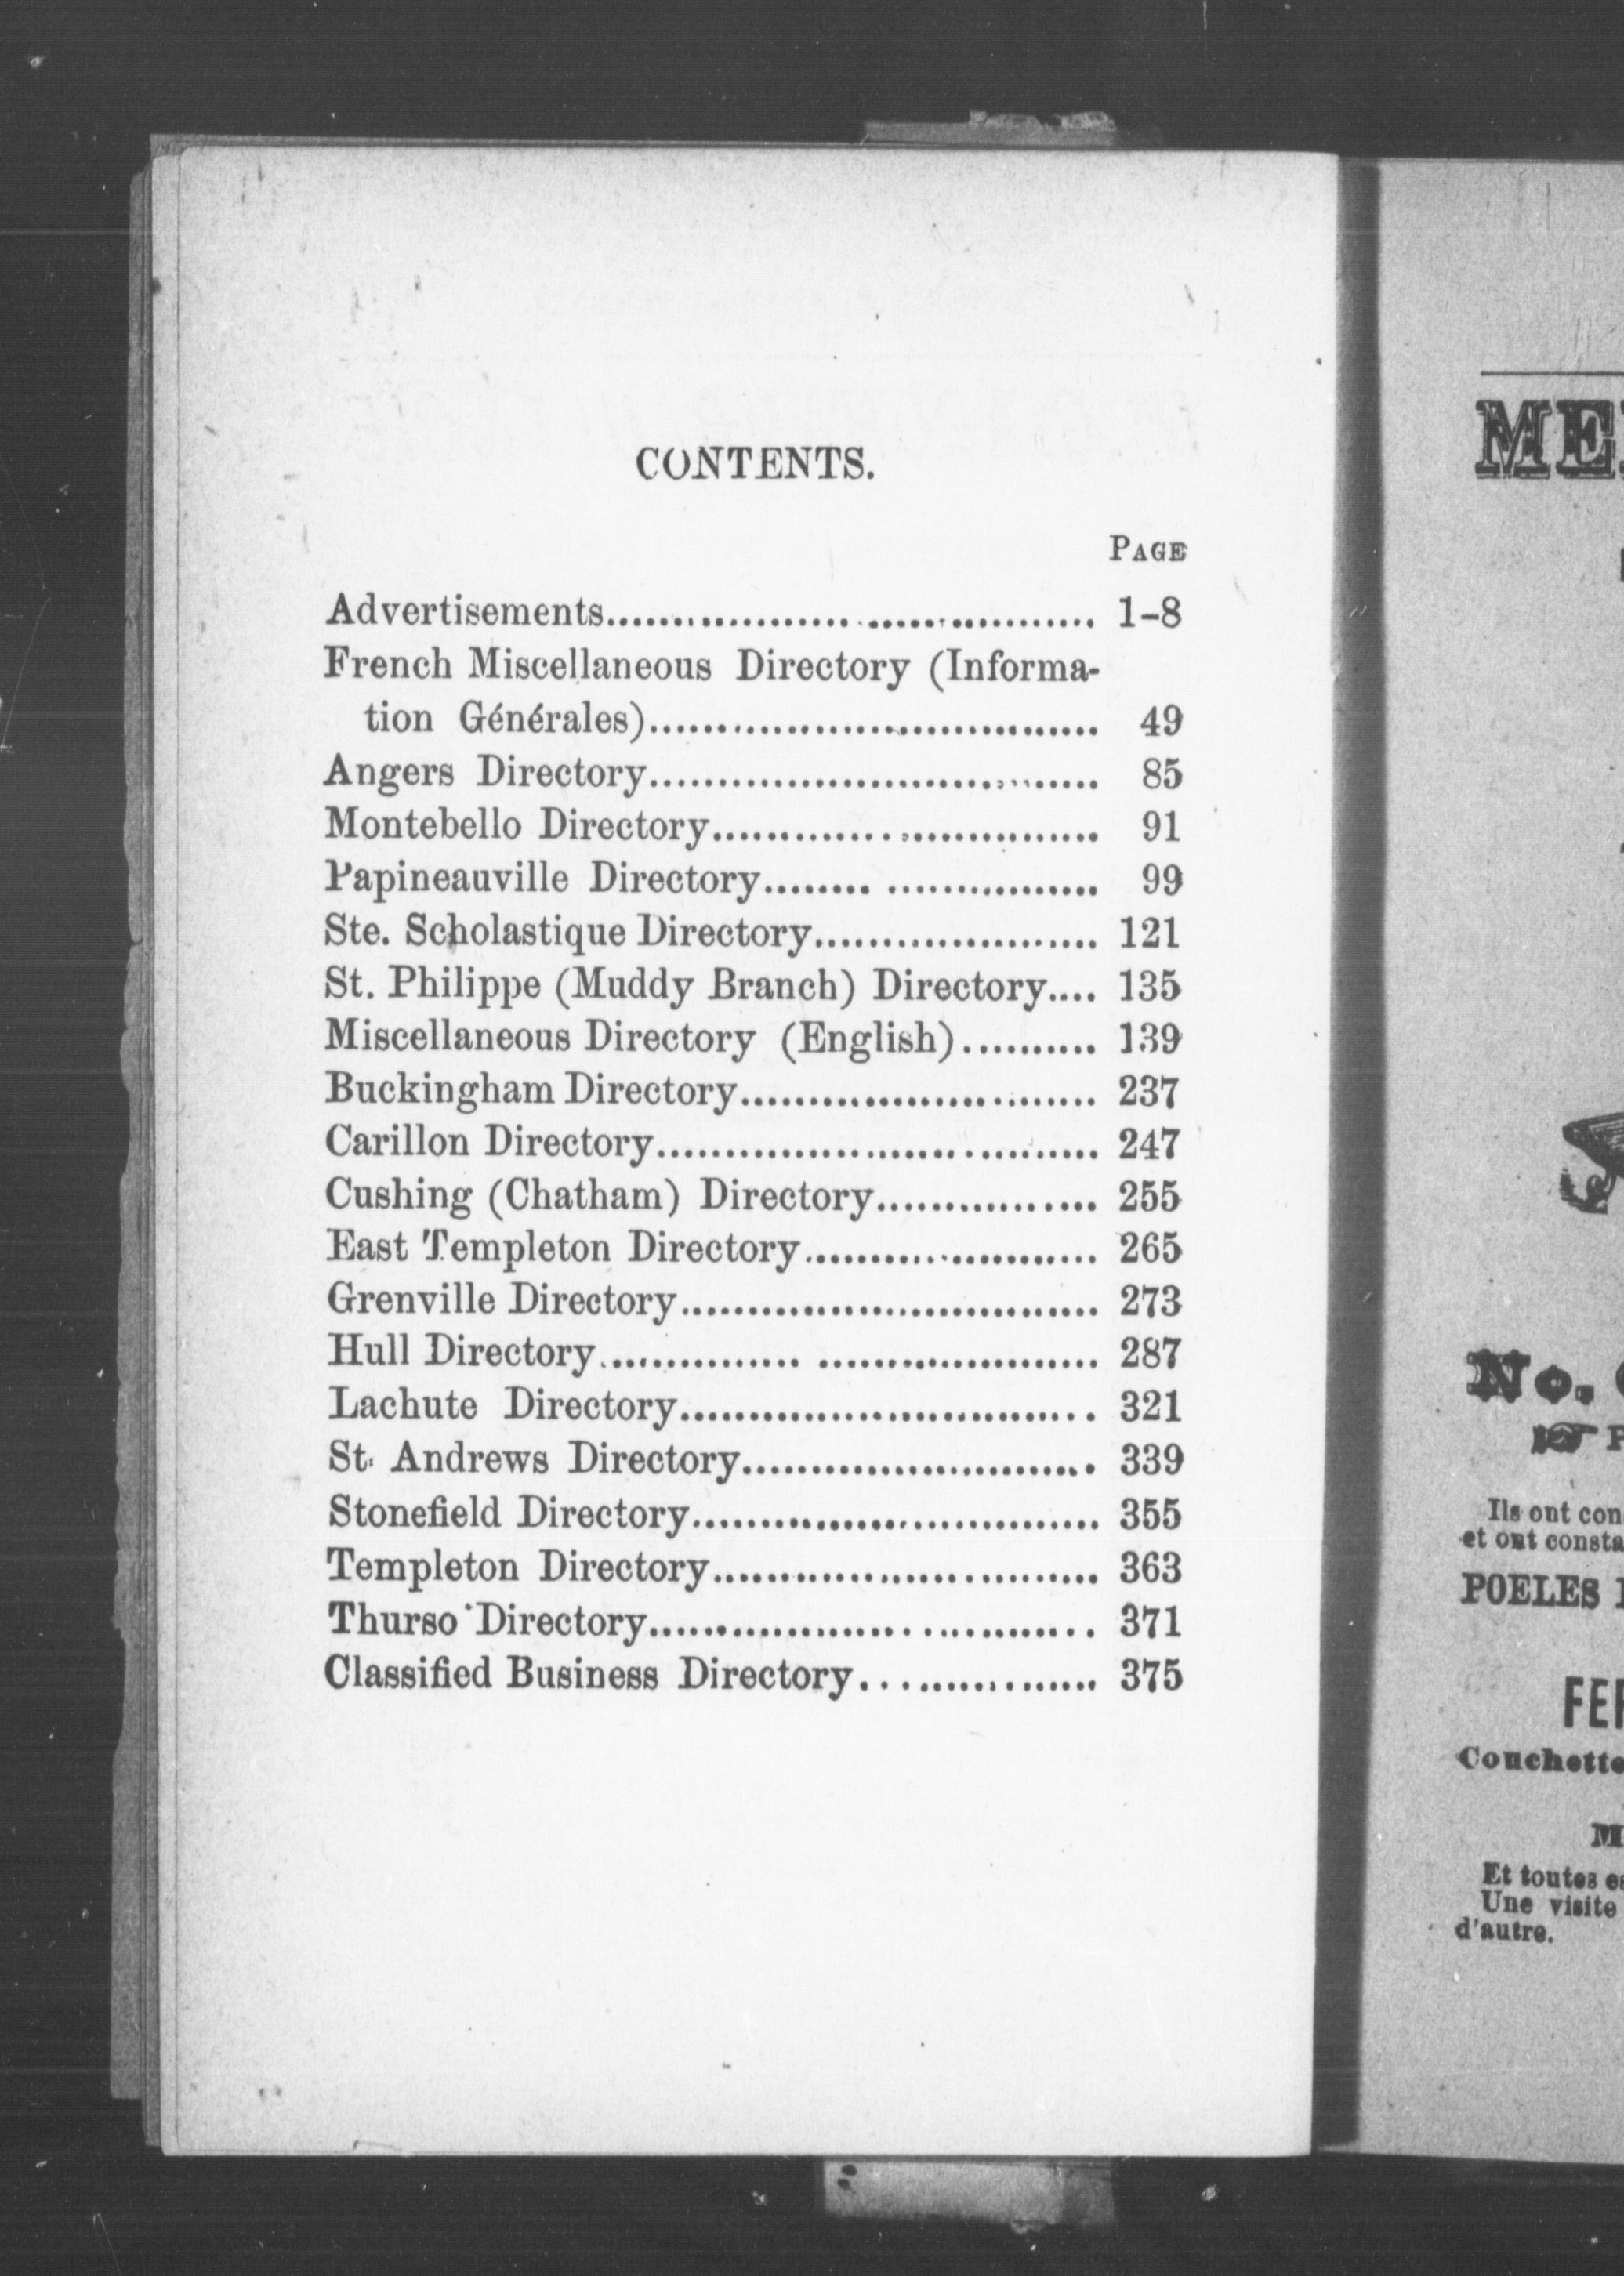 CONTENTS.
PAGE
Advertisements.................................... 1-8
French Miscellaneous Directory (Informa-
tion Générales)................................. 49
Angers Directory................................. 85
Montebello Directory............................ 91
Papineauville Directory........ ................ 99
Ste. Scholastique Directory..................... 121
St. Philippe (Muddy Branch) Directory.... 135
Miscellaneous Directory (English).......... 139
Buckingham Directory.......................... 237
Carillon Directory................................ 247
Cushing (Chatham) Directory................ 255
East Templeton Directory..................... 265
Grenville Directory............................... 273
Hull Directory............... ..................... 287
Lachute Directory............................... 321
St. Andrews Directory.......................... 339
Stonefield Directory.............................. 355
Templeton Directory............................ 363
Thurso Directory................................. 371
Classified Business Directory................. 375
No.
Ils ont con
et ont consta
POELES
Couchette
Et toutes
Une visite
d'autre.